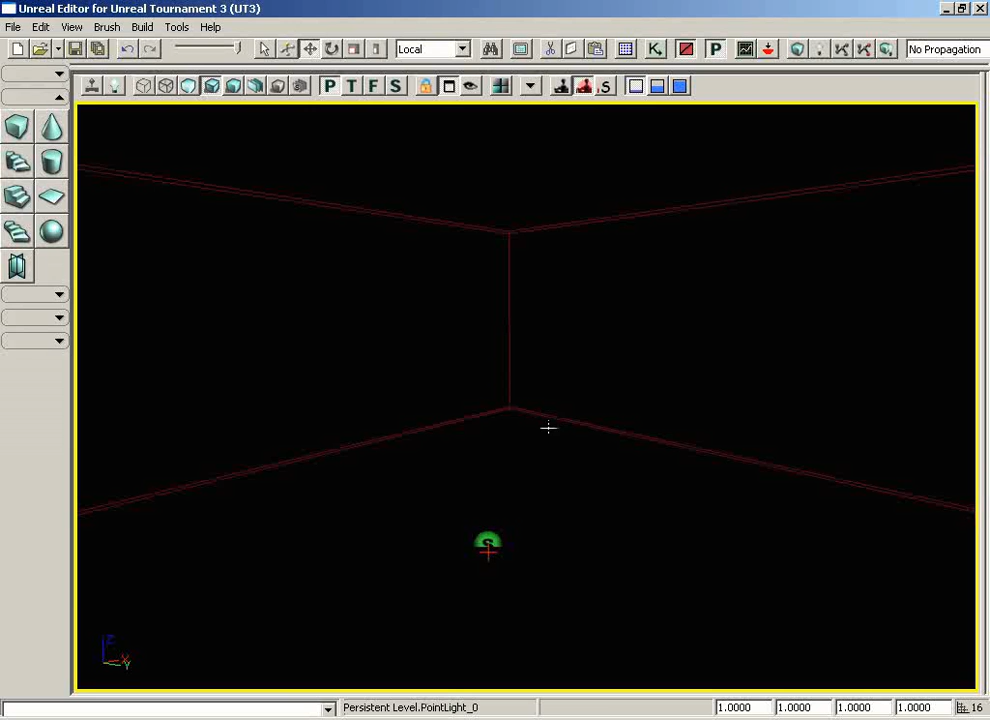 Unreal Editor for Unreal Tournament 3 (UT3)
File Edit View Brush Build Tools Help
Local
K
P
No Propagation
P T F S
S
S
Z
X
Y
Persistent Level.PointLight_0
1.0000 1.0000 1.0000 1.0000 16